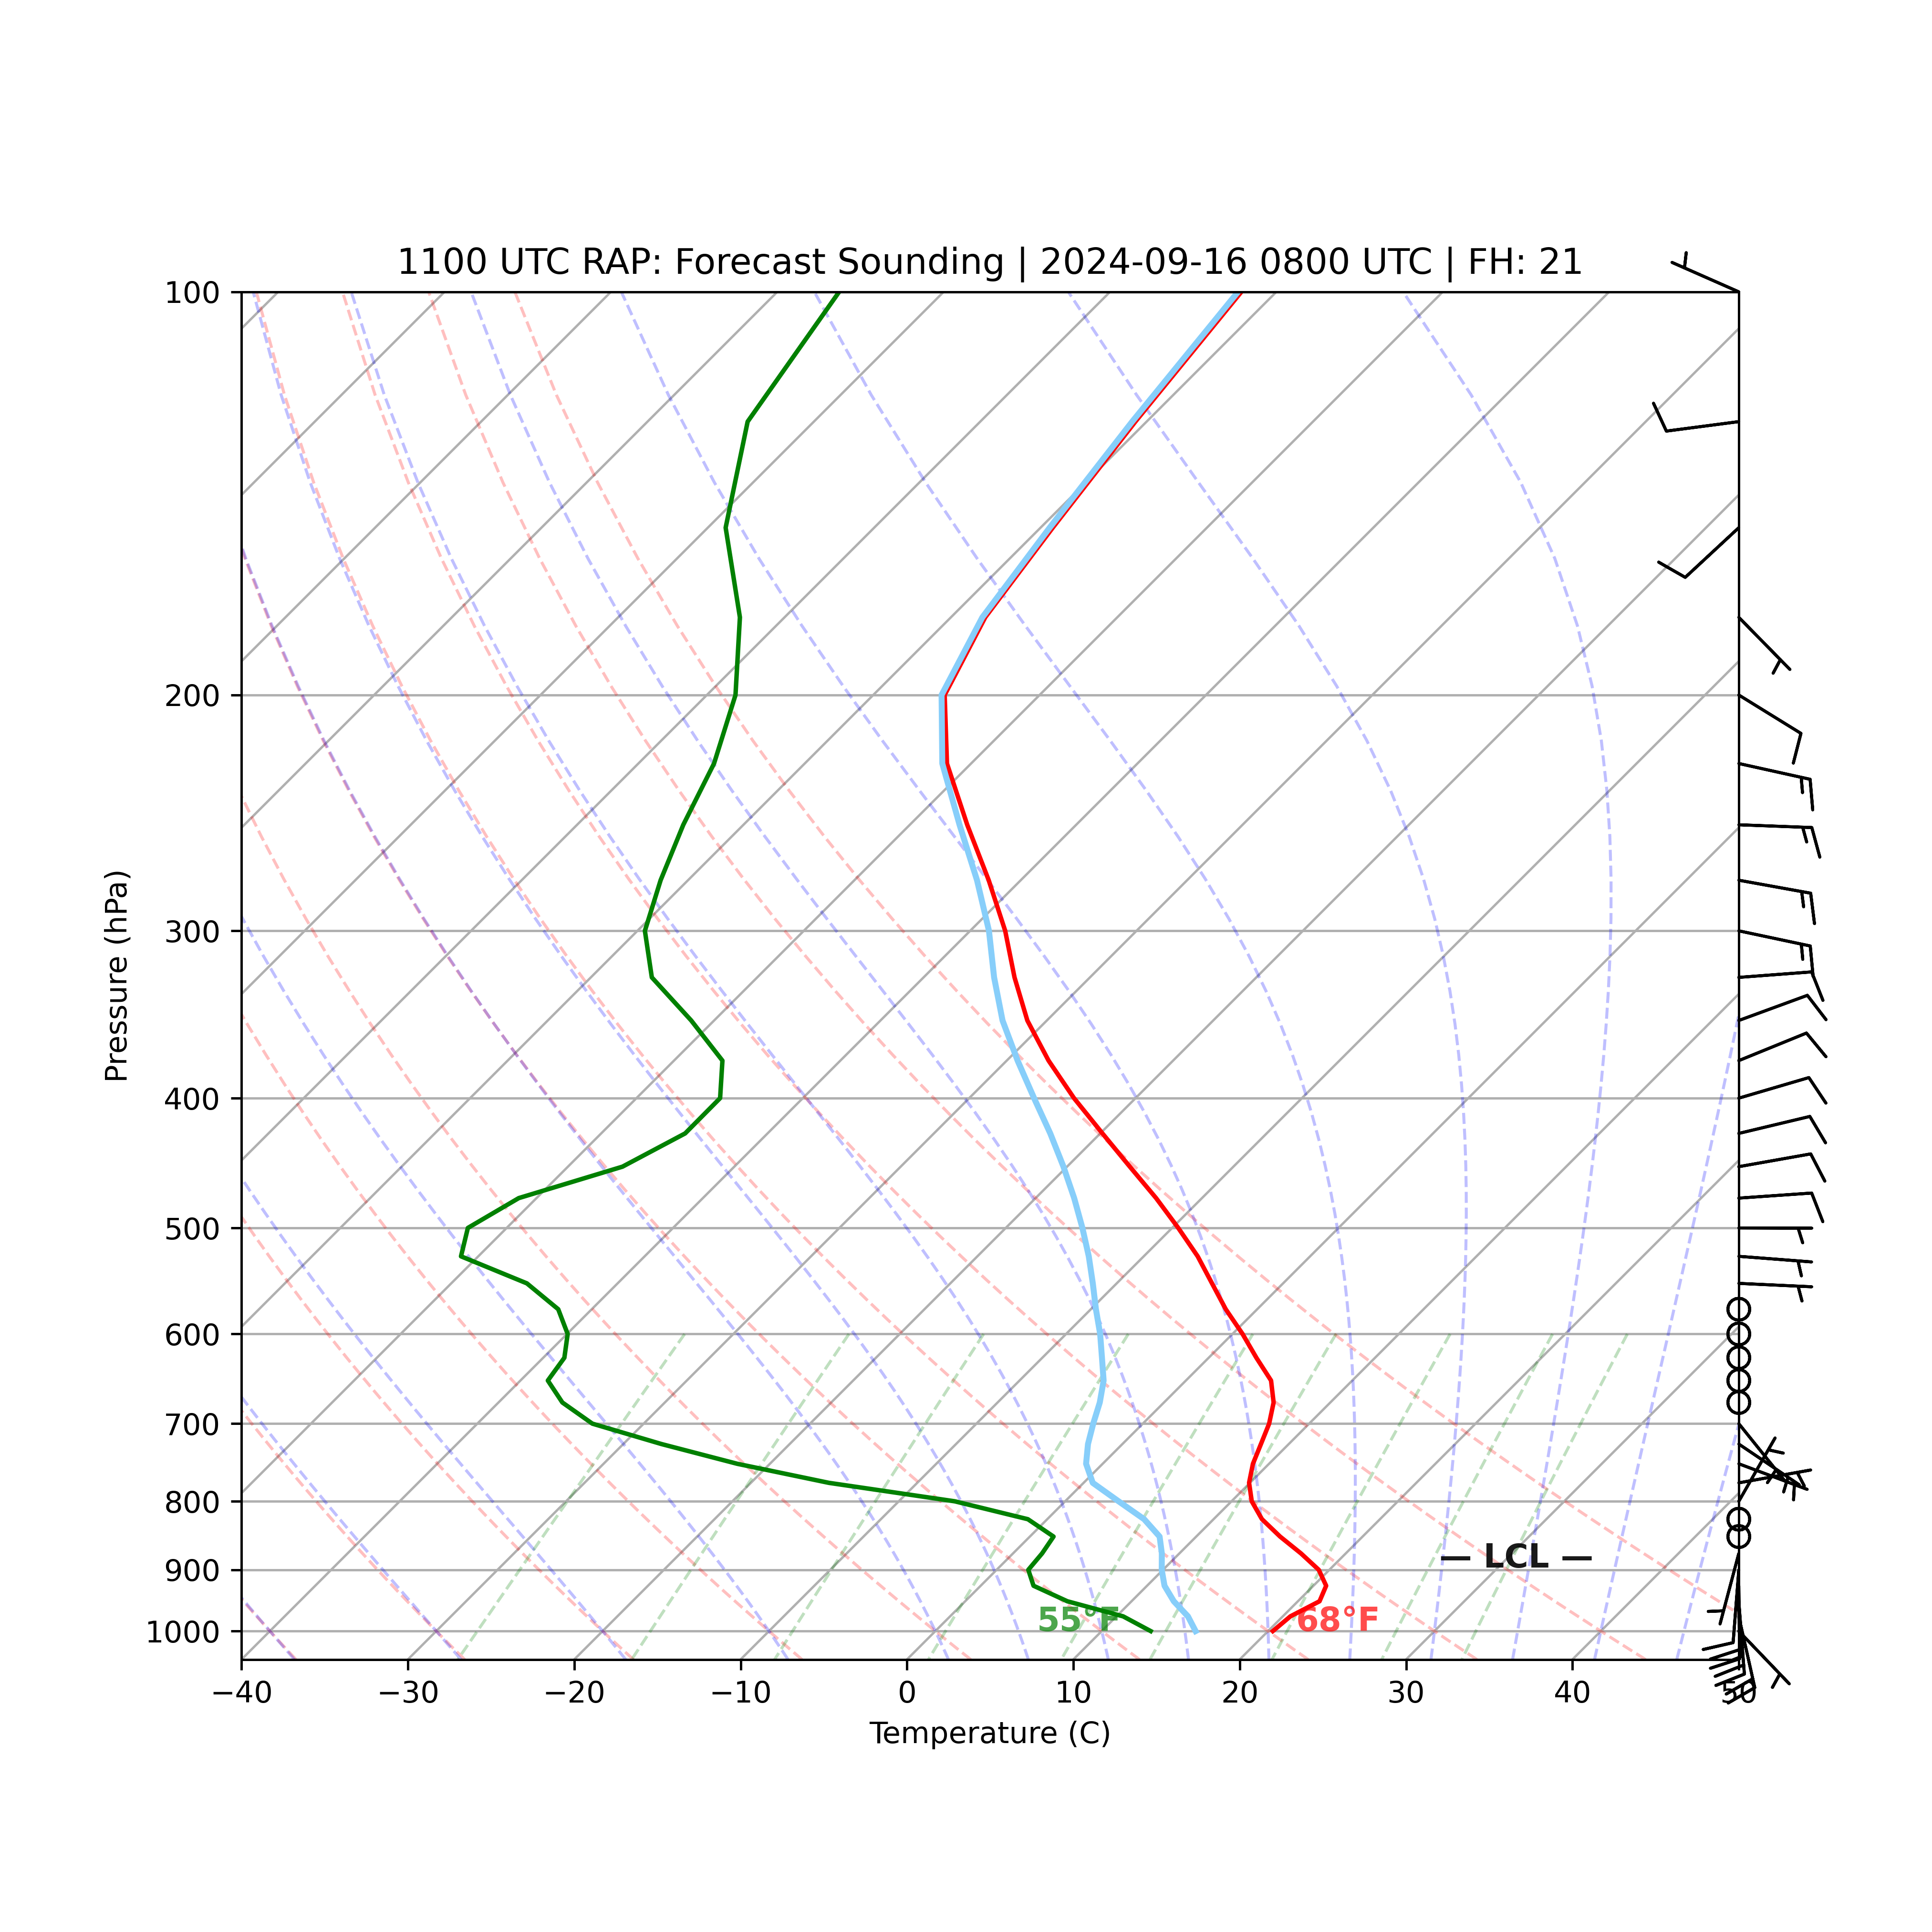 1100 UTC RAP: Forecast Sounding | 2024-09-16 0800 UTC | FH: 21
100
200
300
400
500
600
700
800
900
1000
Pressure (hPa)
— LCL —
55°F
68°F
−40 −30 −20 −10 0 10 20 30 40 50
Temperature (C)